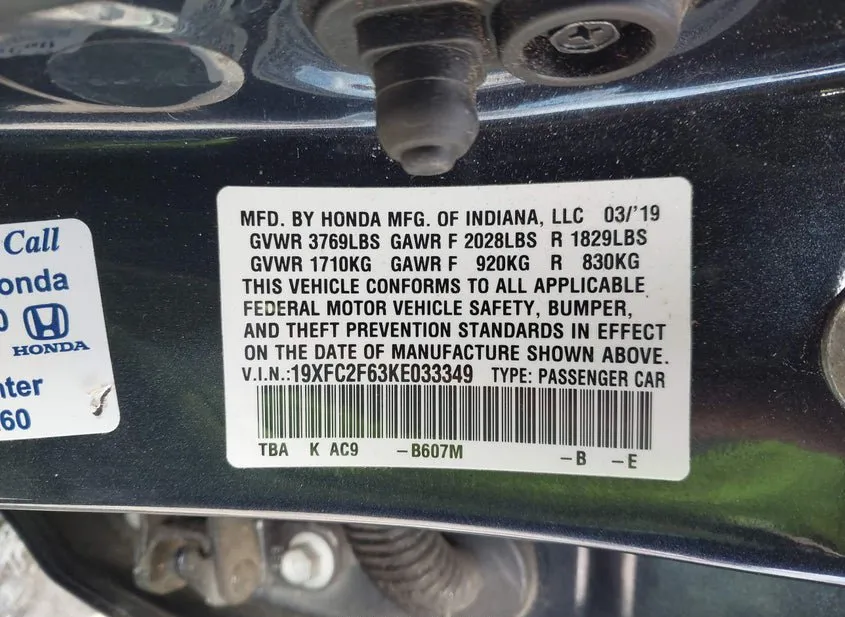 MFD. BY HONDA MFG. OF INDIANA, LLC 03/'19
GVWR 3769LBS GAWR F 2028LBS R 1829LBS
GVWR 1710KG GAWR F 920KG R 830KG
THIS VEHICLE CONFORMS TO ALL APPLICABLE
FEDERAL MOTOR VEHICLE SAFETY, BUMPER,
AND THEFT PREVENTION STANDARDS IN EFFECT
ON THE DATE OF MANUFACTURE SHOWN ABOVE.
V.I.N.:19XFC2F63KE033349 TYPE: PASSENGER CAR
TBA K AC9 -B607M -B -E
Call
onda
0
HONDA
nter
60